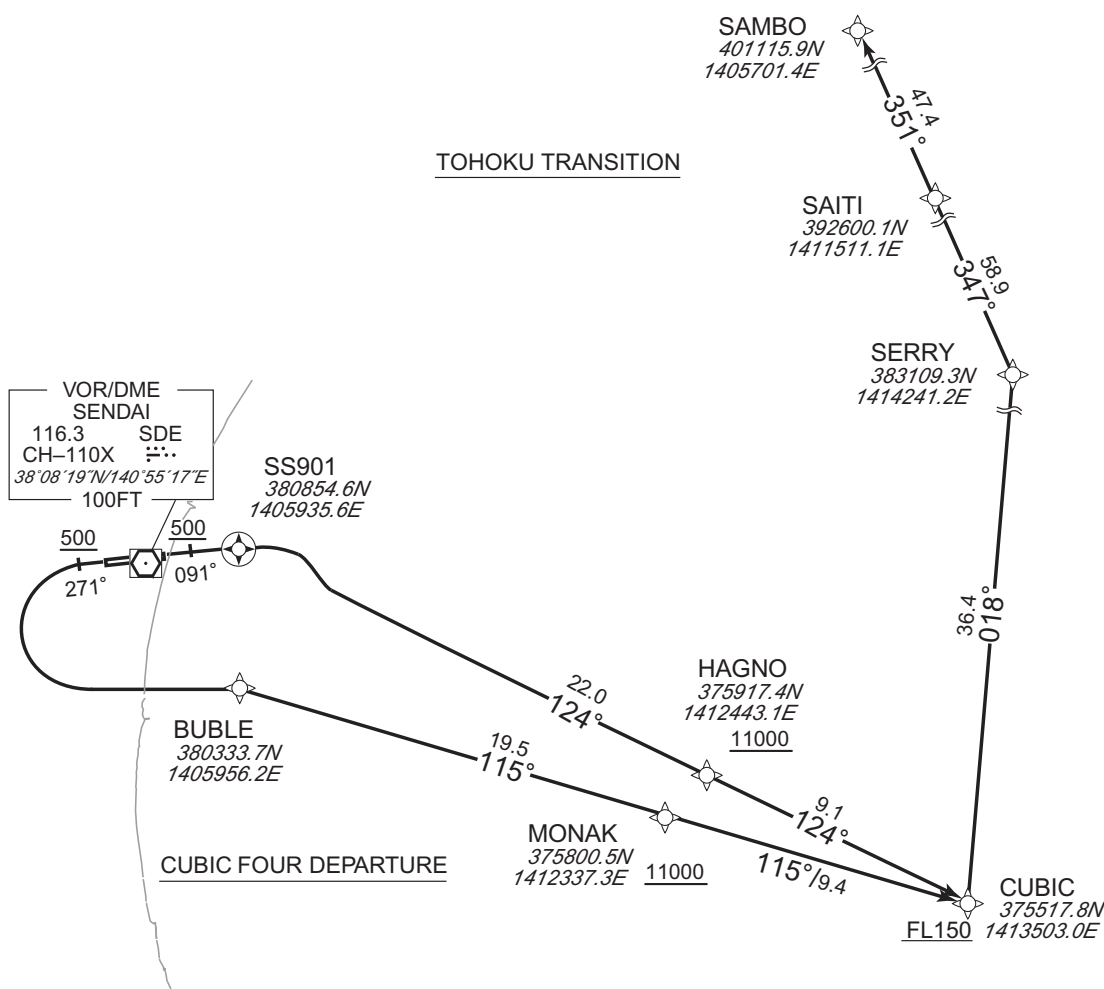 SAMBO
401115.9N
1405701.4E
47.4
351°
TOHOKU TRANSITION
SAITI
392600.1N
1411511.1E
58.9
347°
SERRY
383109.3N
1414241.2E
VOR/DME
SENDAI
116.3 SDE
CH–110X
38°08´19˝N/140°55´17˝E
100FT
SS901
380854.6N
1405935.6E
500
500
271°
091°
36.4
018°
HAGNO
375917.4N
1412443.1E
11000
22.0
124°
BUBLE
380333.7N
1405956.2E
19.5
115°
9.1
124°
MONAK
375800.5N
1412337.3E
11000
115°/9.4
CUBIC FOUR DEPARTURE
CUBIC
375517.8N
1413503.0E
FL150